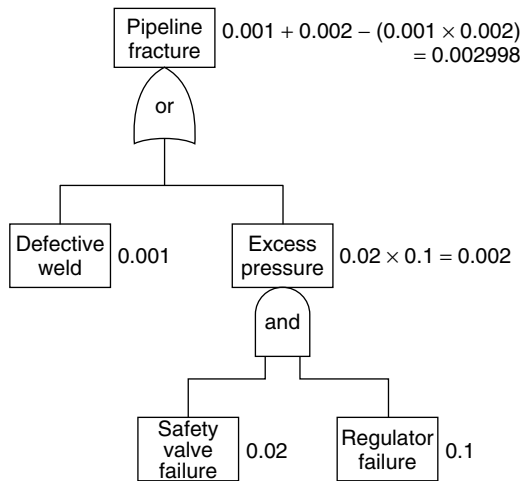 Pipeline
fracture
0.001 + 0.002 − (0.001 × 0.002)
= 0.002998
or
Defective
weld
0.001
Excess
pressure
0.02 × 0.1 = 0.002
and
Safety
valve
failure
0.02
Regulator
failure
0.1